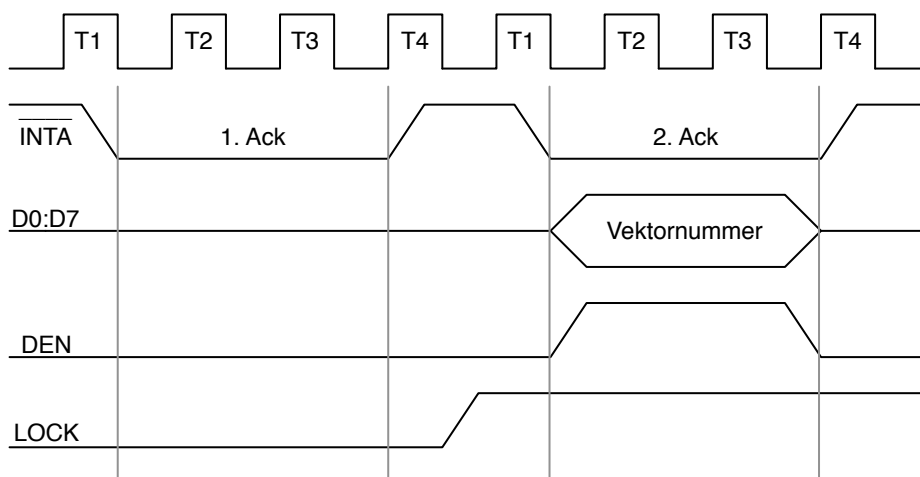 T1 T2 T3 T4 T1 T2 T3 T4
INTA 1. Ack 2. Ack
D0:D7 Vektornummer
DEN
LOCK